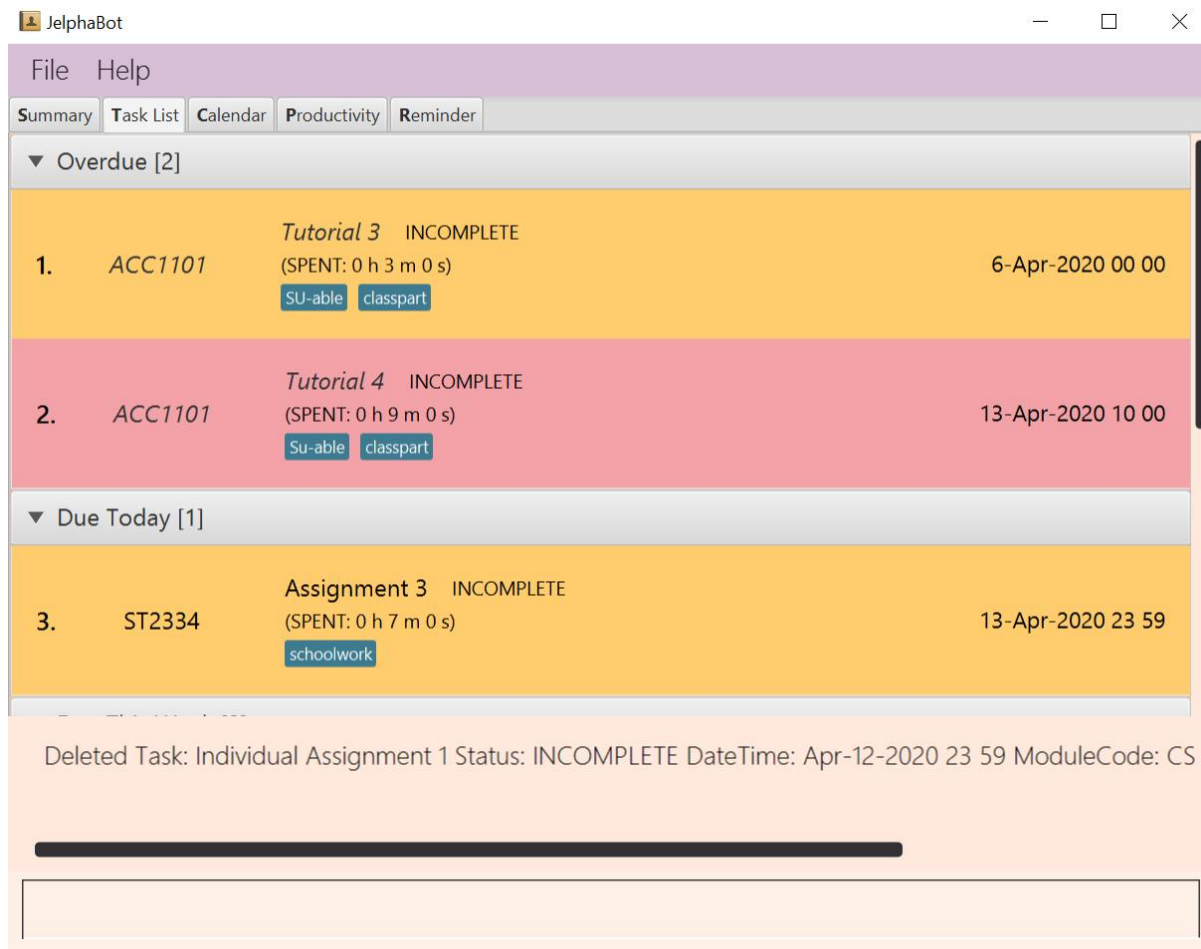 JelphaBot
File Help
Summary Task List Calendar Productivity Reminder
Overdue [2]
Tutorial 3 INCOMPLETE
1. ACC1101 (SPENT: 0 h 3 m 0 s) 6-Apr-2020 00 00
SU-able classpart
Tutorial 4 INCOMPLETE
2. ACC1101 (SPENT: 0 h 9 m 0 s) 13-Apr-2020 10 00
Su-able classpart
Due Today [1]
Assignment 3 INCOMPLETE
3. ST2334 (SPENT: 0 h 7 m 0 s) 13-Apr-2020 23 59
schoolwork
Deleted Task: Individual Assignment 1 Status: INCOMPLETE DateTime: Apr-12-2020 23 59 ModuleCode: CS